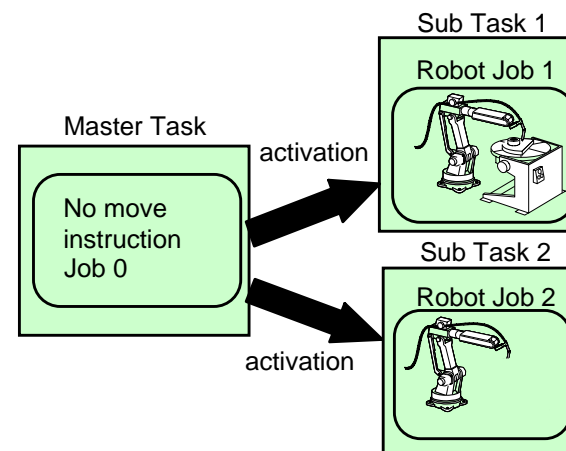 Sub Task 1
Robot Job 1
Master Task
activation
No move
instruction
Job 0
Sub Task 2
Robot Job 2
activation